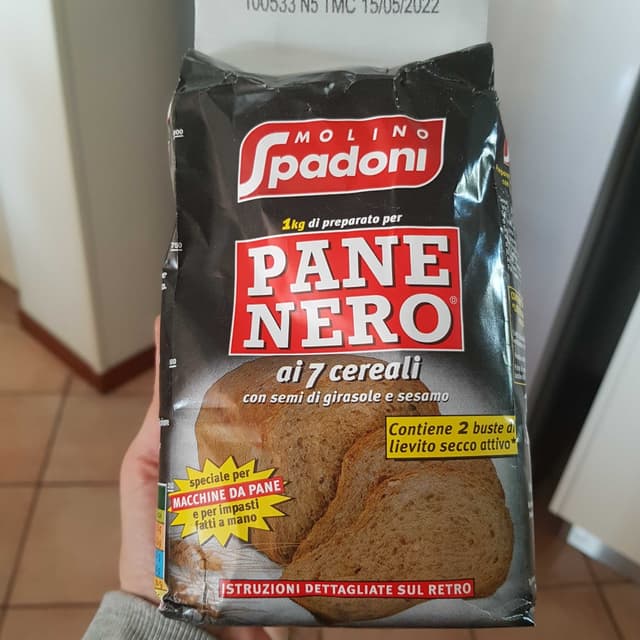 100533 N5 TMC 15/05/2022
MOLINO
Spadoni
1kg di preparato per
PANE
NERO®
ai 7 cereali
con semi di girasole e sesamo
Contiene 2 buste di
lievito secco attivo*
speciale per
MACCHINE DA PANE
e per impasti
fatti a mano
ISTRUZIONI DETTAGLIATE SUL RETRO